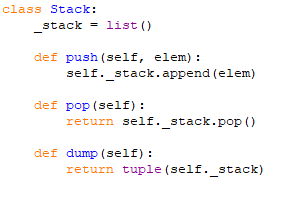 class Stack:
    _stack = list()

    def push(self, elem):
        self._stack.append(elem)

    def pop(self):
        return self._stack.pop()

    def dump(self):
        return tuple(self._stack)